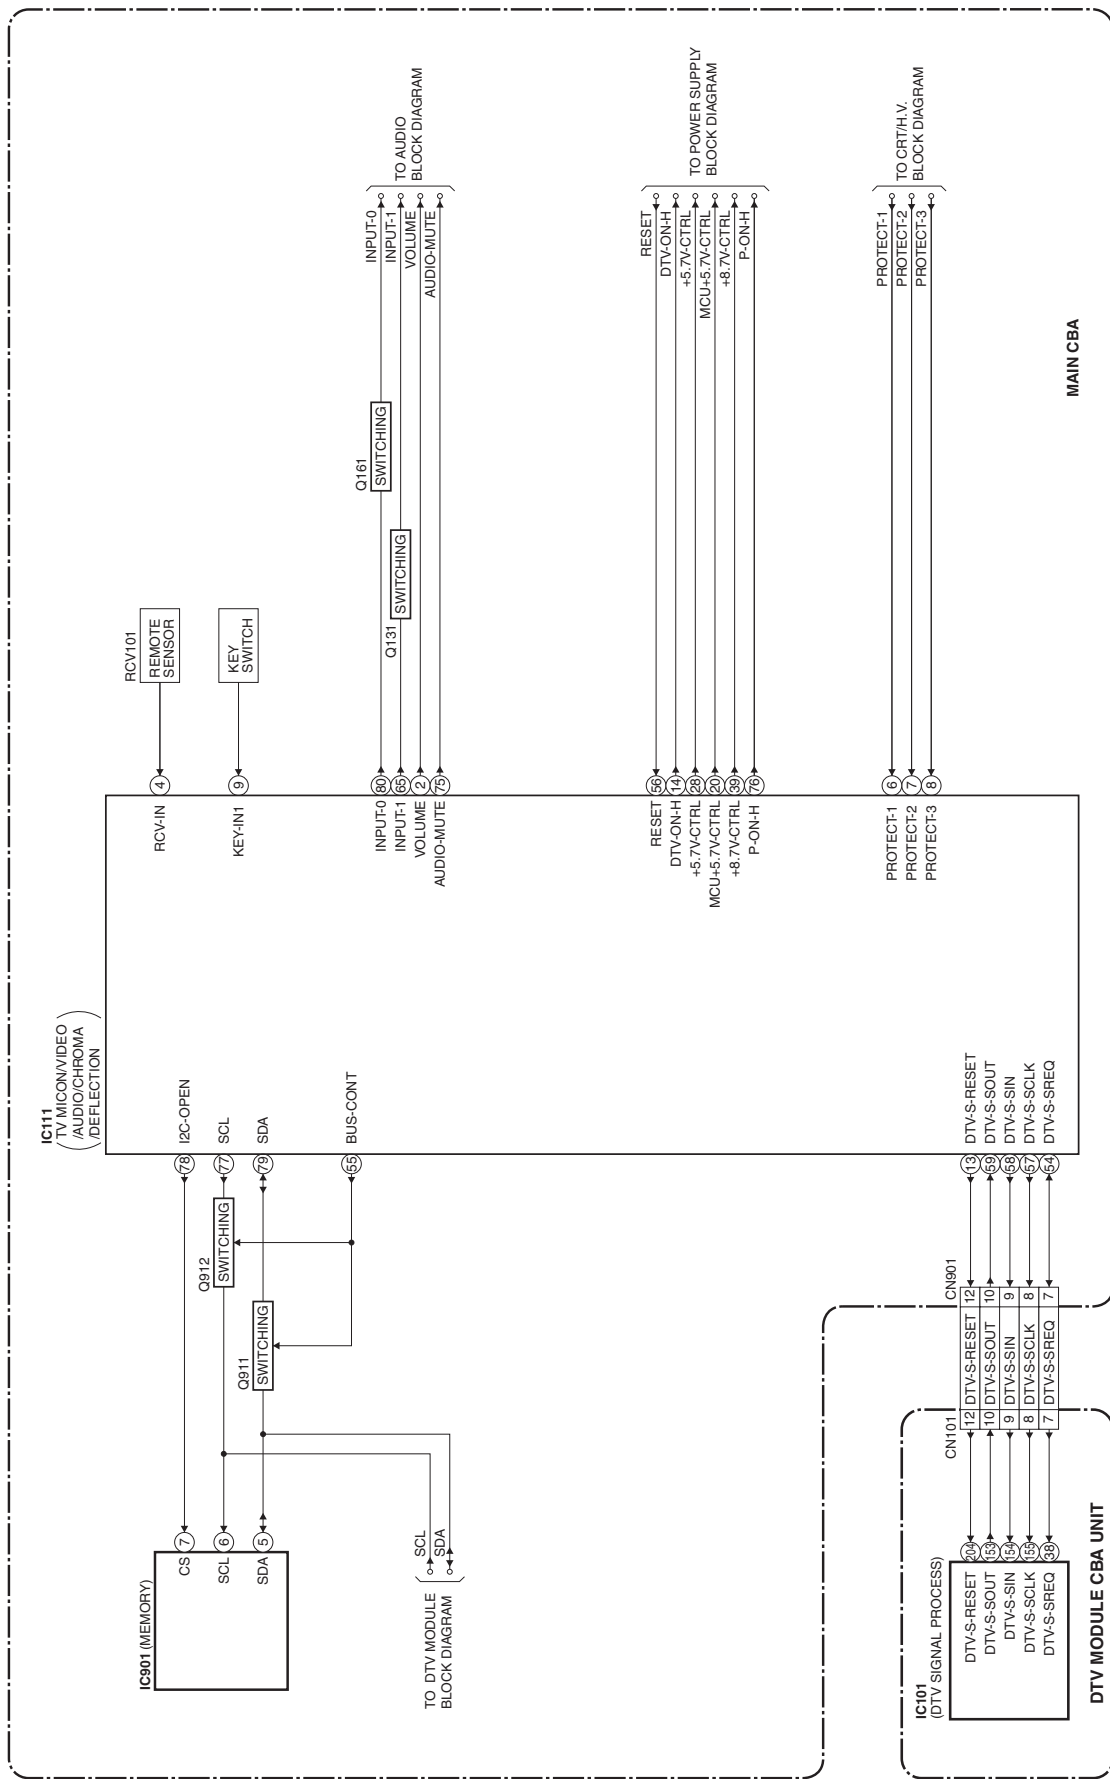 IC901 (MEMORY)
CS
SCL
SDA
7
6
5
TO DTV MODULE
BLOCK DIAGRAM
SCL
SDA
Q911
SWITCHING
Q912
SWITCHING
78
77
79
55
I2C-OPEN
SCL
SDA
BUS-CONT
IC111
TV MICON/VIDEO
/AUDIO/CHROMA
/DEFLECTION
RCV-IN
KEY-IN1
4
9
RCV101
REMOTE
SENSOR
KEY
SWITCH
INPUT-0
INPUT-1
VOLUME
AUDIO-MUTE
80
65
2
75
Q131
SWITCHING
Q161
SWITCHING
INPUT-0
INPUT-1
VOLUME
AUDIO-MUTE
TO AUDIO
BLOCK DIAGRAM
RESET
DTV-ON-H
+5.7V-CTRL
MCU+5.7V-CTRL
+8.7V-CTRL
P-ON-H
56
14
28
20
39
76
RESET
DTV-ON-H
+5.7V-CTRL
MCU+5.7V-CTRL
+8.7V-CTRL
P-ON-H
TO POWER SUPPLY
BLOCK DIAGRAM
PROTECT-1
PROTECT-2
PROTECT-3
6
7
8
PROTECT-1
PROTECT-2
PROTECT-3
TO CRT/H.V.
BLOCK DIAGRAM
MAIN CBA
IC101
(DTV SIGNAL PROCESS)
DTV-S-RESET
DTV-S-SOUT
DTV-S-SIN
DTV-S-SCLK
DTV-S-SREQ
204
153
154
155
38
CN101
12 DTV-S-RESET 12
10 DTV-S-SOUT 10
9 DTV-S-SIN 9
8 DTV-S-SCLK 8
7 DTV-S-SREQ 7
CN901
13 DTV-S-RESET
59 DTV-S-SOUT
58 DTV-S-SIN
57 DTV-S-SCLK
54 DTV-S-SREQ
DTV MODULE CBA UNIT